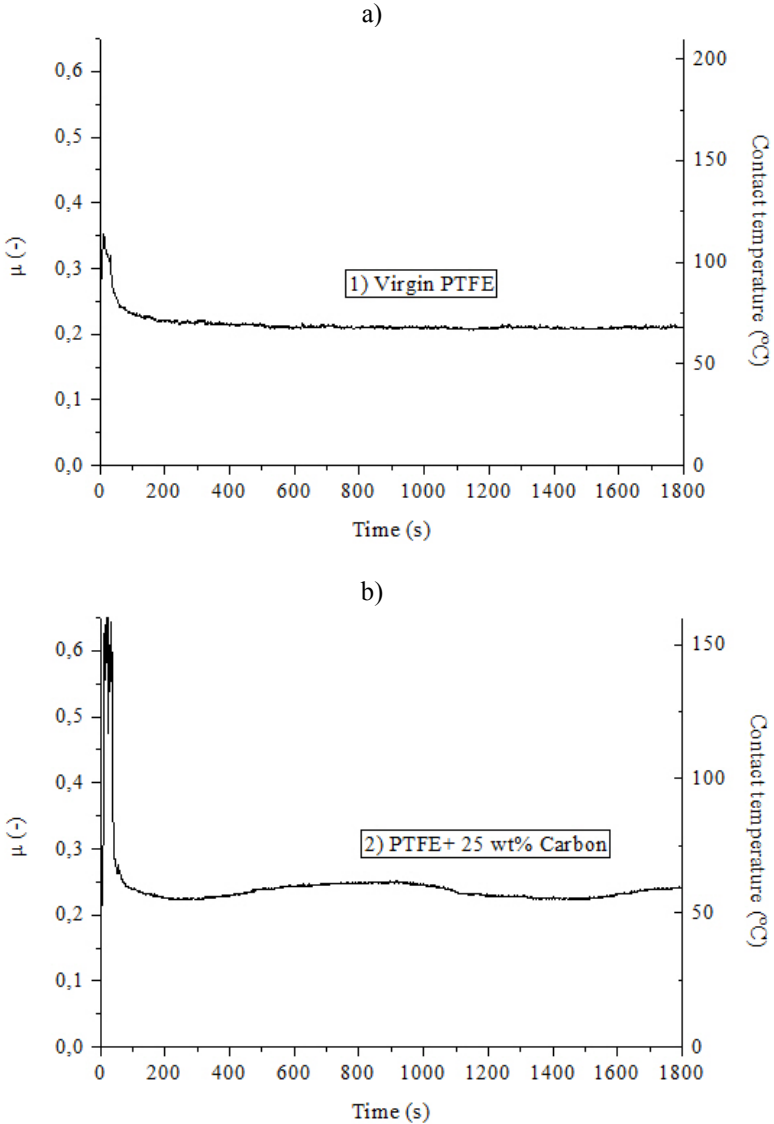 a)
0,6
0,5
0,4
0,3
0,2
0,1
0,0
μ (-)
200
150
100
50
0
Contact temperature (ºC)
1) Virgin PTFE
0 200 400 600 800 1000 1200 1400 1600 1800
Time (s)
b)
0,6
0,5
0,4
0,3
0,2
0,1
0,0
μ (-)
150
100
50
0
Contact temperature (ºC)
2) PTFE+ 25 wt% Carbon
0 200 400 600 800 1000 1200 1400 1600 1800
Time (s)